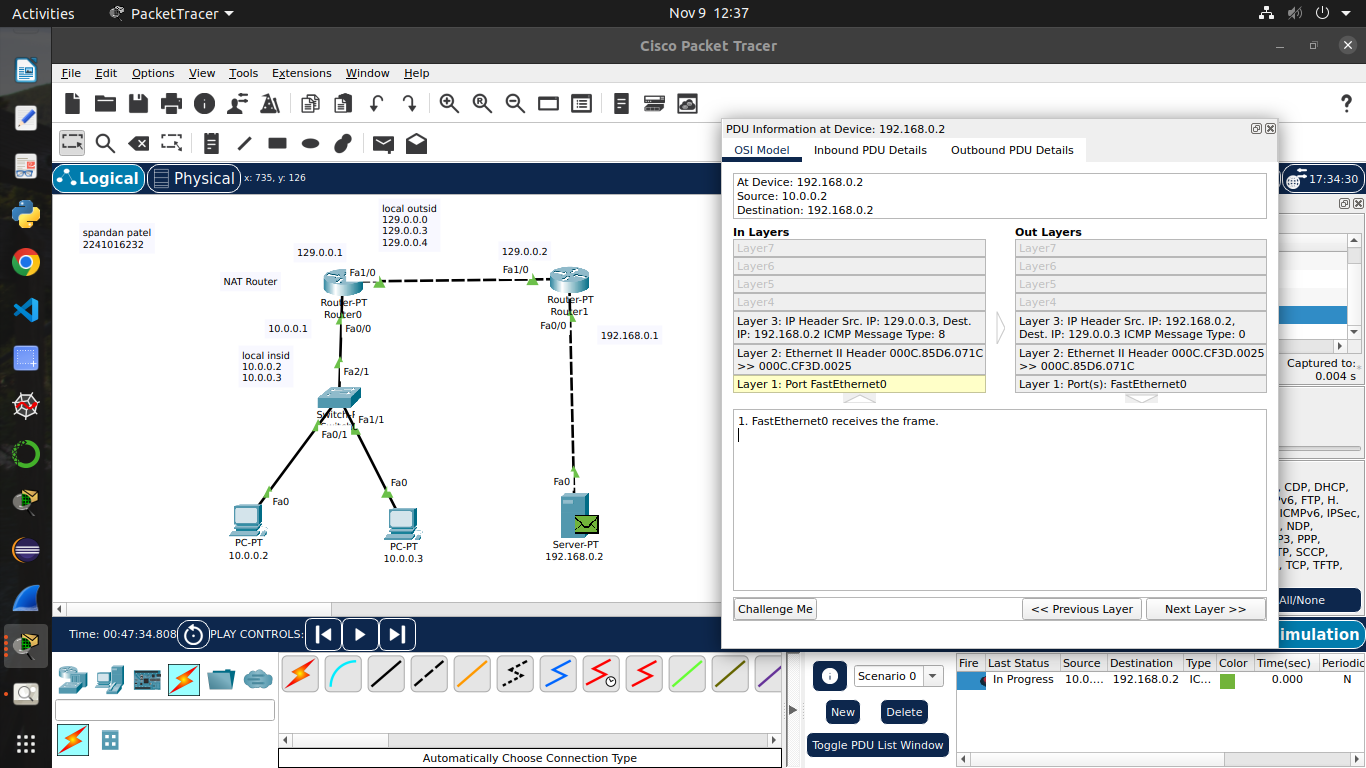 Activities
PacketTracer
Nov 9 12:37
Cisco Packet Tracer
File Edit Options View Tools Extensions Window Help
Logical
Physical
x: 735, y: 126
17:34:30
spandan patel
2241016232
local outsid
129.0.0.0
129.0.0.3
129.0.0.4
129.0.0.1
129.0.0.2
NAT Router
Fa1/0
Fa1/0
Router-PT
Router0
Router-PT
Router1
10.0.0.1
Fa0/0
Fa0/0
192.168.0.1
local insid
10.0.0.2
10.0.0.3
Fa2/1
Fa1/1
Fa0/1
Fa0
Fa0
Fa0
PC-PT
10.0.0.2
PC-PT
10.0.0.3
Server-PT
192.168.0.2
PDU Information at Device: 192.168.0.2
OSI Model
Inbound PDU Details
Outbound PDU Details
At Device: 192.168.0.2
Source: 10.0.0.2
Destination: 192.168.0.2
In Layers
Layer7
Layer6
Layer5
Layer4
Layer 3: IP Header Src. IP: 129.0.0.3, Dest.
IP: 192.168.0.2 ICMP Message Type: 8
Layer 2: Ethernet II Header 000C.85D6.071C
>> 000C.CF3D.0025
Layer 1: Port FastEthernet0
Out Layers
Layer7
Layer6
Layer5
Layer4
Layer 3: IP Header Src. IP: 192.168.0.2,
Dest. IP: 129.0.0.3 ICMP Message Type: 0
Layer 2: Ethernet II Header 000C.CF3D.0025
>> 000C.85D6.071C
Layer 1: Port(s): FastEthernet0
1. FastEthernet0 receives the frame.
Challenge Me
<< Previous Layer
Next Layer >>
Captured to:
0.004 s
, CDP, DHCP,
v6, FTP, H.
ICMPv6, IPSec,
, NDP,
P3, PPP,
TP, SCCP,
, TCP, TFTP,
All/None
imulation
Time: 00:47:34.808
PLAY CONTROLS:
Automatically Choose Connection Type
Scenario 0
New
Delete
Toggle PDU List Window
Fire Last Status Source Destination Type Color Time(sec) Periodic
In Progress 10.0.... 192.168.0.2 IC... 0.000 N